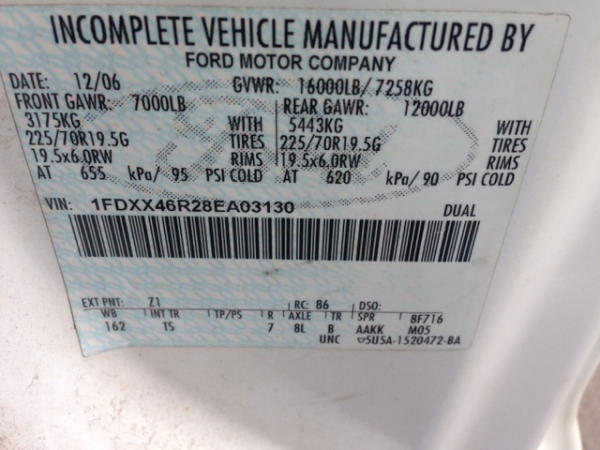 INCOMPLETE VEHICLE MANUFACTURED BY
FORD MOTOR COMPANY
DATE: 12/06 GVWR: 16000LB/ 7258KG
FRONT GAWR: 7000LB REAR GAWR: 12000LB
3175KG WITH 5443KG WITH
225/70R19.5G TIRES 225/70R19.5G TIRES
19.5x6.0RW RIMS 19.5x6.0RW RIMS
AT 655 kPa/ 95 PSI COLD AT 620 kPa/ 90 PSI COLD
VIN: 1FDXX46R28EA03130 DUAL
EXT PNT: Z1 RC: 86 DSO:
WB INT TR TP/PS R AXLE TR SPR 8F716
162 TS 7 8L B AAKK M05
UNC 5U5A-1520472-BA